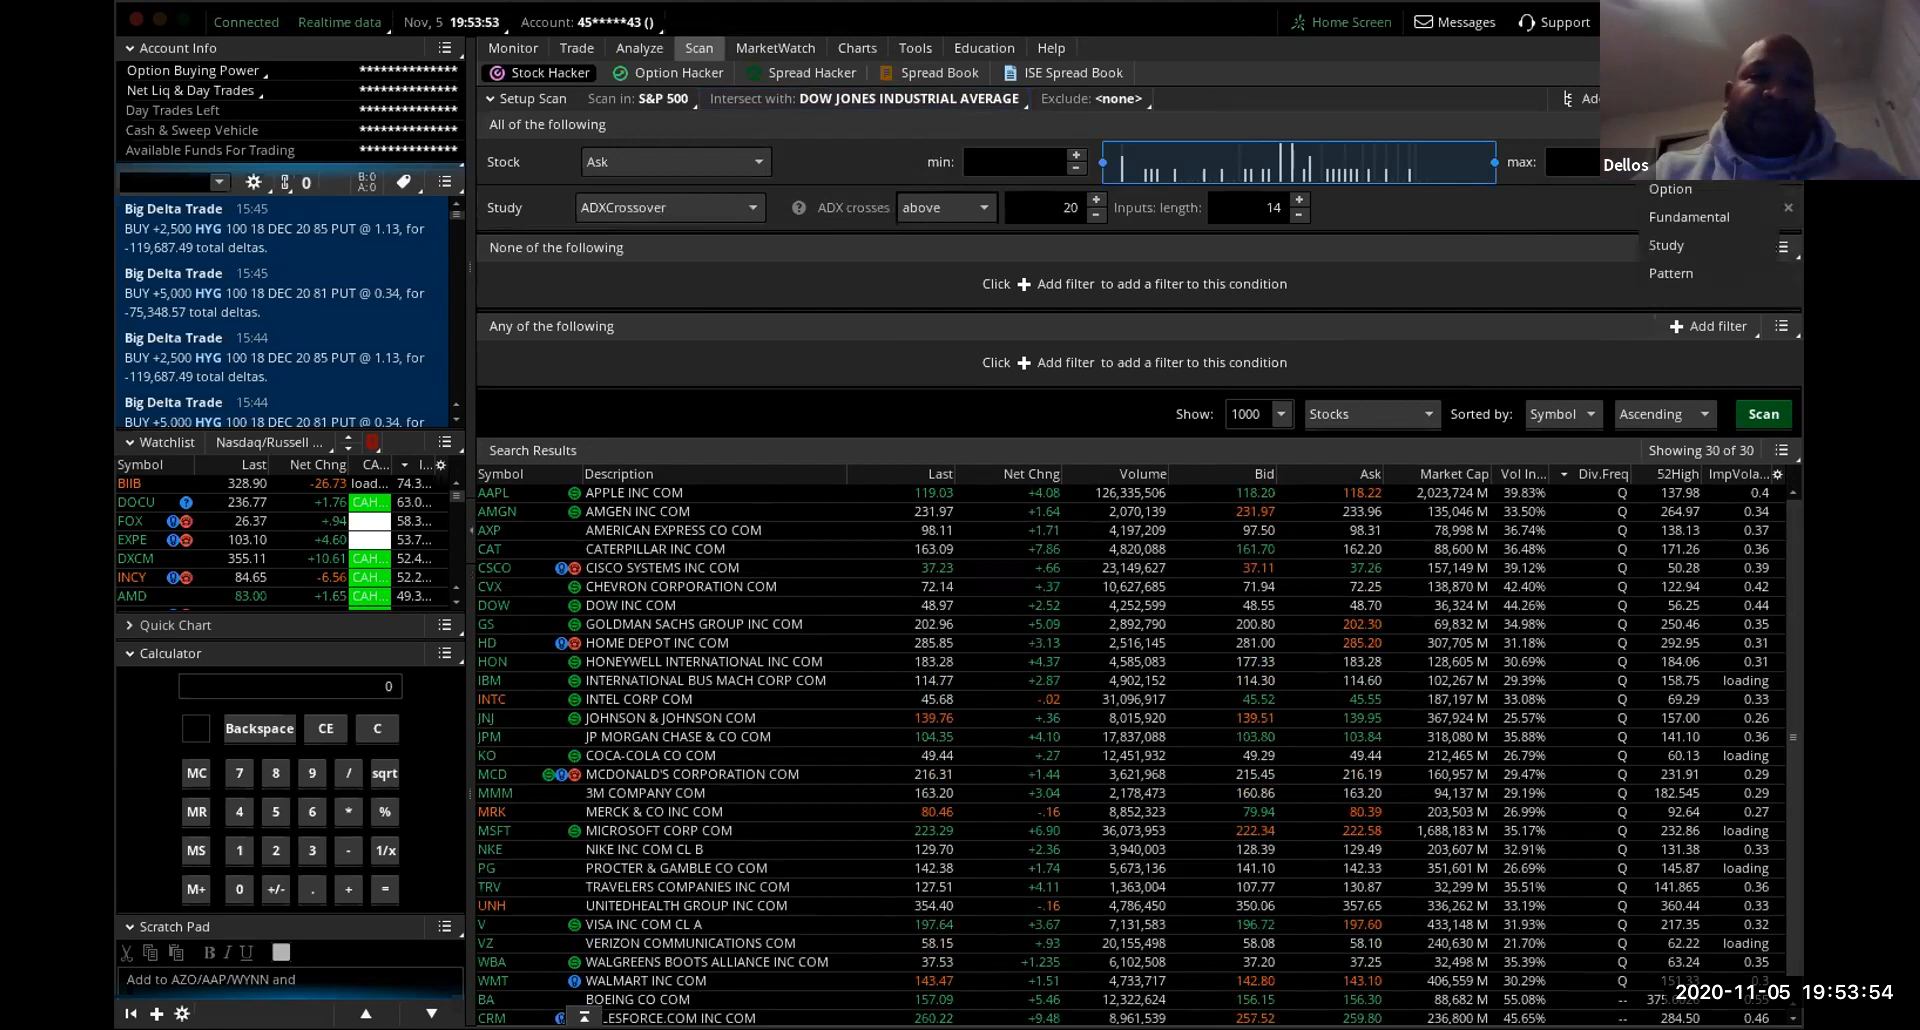 Connected Realtime data Nov, 5 19:53:53 Account: 45*****43 () Home Screen Messages Support
Account Info
Option Buying Power **************
Net Liq & Day Trades **************
Day Trades Left **************
Cash & Sweep Vehicle **************
Available Funds For Trading **************
0 B: 0
A: 0
Big Delta Trade 15:45
BUY +2,500 HYG 100 18 DEC 20 85 PUT @ 1.13, for
-119,687.49 total deltas.
Big Delta Trade 15:45
BUY +5,000 HYG 100 18 DEC 20 81 PUT @ 0.34, for
-75,348.57 total deltas.
Big Delta Trade 15:44
BUY +2,500 HYG 100 18 DEC 20 85 PUT @ 1.13, for
-119,687.49 total deltas.
Big Delta Trade 15:44
BUY +5,000 HYG 100 18 DEC 20 81 PUT @ 0.34, for
Watchlist Nasdaq/Russell ...
Symbol Last Net Chng CA... I...
BIIB 328.90 -26.73 load... 74.3...
DOCU 236.77 +1.76 CAH... 63.0...
FOX 26.37 +.94 58.3...
EXPE 103.10 +4.60 53.7...
DXCM 355.11 +10.61 CAH... 52.4...
INCY 84.65 -6.56 CAH... 52.2...
AMD 83.00 +1.65 CAH... 49.3...
Quick Chart
Calculator
0
Backspace CE C
MC 7 8 9 / sqrt
MR 4 5 6 * %
MS 1 2 3 - 1/x
M+ 0 +/- . + =
Scratch Pad
B I U
Add to AZO/AAP/WYNN and
Monitor Trade Analyze Scan MarketWatch Charts Tools Education Help
Stock Hacker Option Hacker Spread Hacker Spread Book ISE Spread Book
Setup Scan Scan in: S&P 500 Intersect with: DOW JONES INDUSTRIAL AVERAGE Exclude: <none>
All of the following
Stock Ask min: max:
Study ADXCrossover ADX crosses above 20 Inputs: length: 14
Dellos
Option
Fundamental
Study
Pattern
None of the following
Click + Add filter to add a filter to this condition
Any of the following + Add filter
Click + Add filter to add a filter to this condition
Show: 1000 Stocks Sorted by: Symbol Ascending Scan
Search Results Showing 30 of 30
Symbol Description Last Net Chng Volume Bid Ask Market Cap Vol In... Div.Freq 52High ImpVola...
AAPL APPLE INC COM 119.03 +4.08 126,335,506 118.20 118.22 2,023,724 M 39.83% Q 137.98 0.4
AMGN AMGEN INC COM 231.97 +1.64 2,070,139 231.97 233.96 135,046 M 33.50% Q 264.97 0.34
AXP AMERICAN EXPRESS CO COM 98.11 +1.71 4,197,209 97.50 98.31 78,998 M 36.74% Q 138.13 0.37
CAT CATERPILLAR INC COM 163.09 +7.86 4,820,088 161.70 162.20 88,600 M 36.48% Q 171.26 0.36
CSCO CISCO SYSTEMS INC COM 37.23 +.66 23,149,627 37.11 37.26 157,149 M 39.12% Q 50.28 0.39
CVX CHEVRON CORPORATION COM 72.14 +.37 10,627,685 71.94 72.25 138,870 M 42.40% Q 122.94 0.42
DOW DOW INC COM 48.97 +2.52 4,252,599 48.55 48.70 36,324 M 44.26% Q 56.25 0.44
GS GOLDMAN SACHS GROUP INC COM 202.96 +5.09 2,892,790 200.80 202.30 69,832 M 34.98% Q 250.46 0.35
HD HOME DEPOT INC COM 285.85 +3.13 2,516,145 281.00 285.20 307,705 M 31.18% Q 292.95 0.31
HON HONEYWELL INTERNATIONAL INC COM 183.28 +4.37 4,585,083 177.33 183.28 128,605 M 30.69% Q 184.06 0.31
IBM INTERNATIONAL BUS MACH CORP COM 114.77 +2.87 4,902,152 114.30 114.60 102,267 M 29.39% Q 158.75 loading
INTC INTEL CORP COM 45.68 -.02 31,096,917 45.52 45.55 187,197 M 33.08% Q 69.29 0.33
JNJ JOHNSON & JOHNSON COM 139.76 +.36 8,015,920 139.51 139.95 367,924 M 25.57% Q 157.00 0.26
JPM JP MORGAN CHASE & CO COM 104.35 +4.10 17,837,088 103.80 103.84 318,080 M 35.88% Q 141.10 0.36
KO COCA-COLA CO COM 49.44 +.27 12,451,932 49.29 49.44 212,465 M 26.79% Q 60.13 loading
MCD MCDONALD'S CORPORATION COM 216.31 +1.44 3,621,968 215.45 216.19 160,957 M 29.47% Q 231.91 0.29
MMM 3M COMPANY COM 163.20 +3.04 2,178,473 160.86 163.20 94,137 M 29.19% Q 182.545 0.29
MRK MERCK & CO INC COM 80.46 -.16 8,852,323 79.94 80.39 203,503 M 26.99% Q 92.64 0.27
MSFT MICROSOFT CORP COM 223.29 +6.90 36,073,953 222.34 222.58 1,688,183 M 35.17% Q 232.86 loading
NKE NIKE INC COM CL B 129.70 +2.36 3,940,003 128.39 129.49 203,607 M 32.91% Q 131.38 0.33
PG PROCTER & GAMBLE CO COM 142.38 +1.74 5,673,136 141.10 142.33 351,601 M 26.69% Q 145.87 loading
TRV TRAVELERS COMPANIES INC COM 127.51 +4.11 1,363,004 107.77 130.87 32,299 M 35.51% Q 141.865 0.36
UNH UNITEDHEALTH GROUP INC COM 354.40 -.16 4,786,450 350.06 357.65 336,262 M 33.19% Q 360.44 0.33
V VISA INC COM CL A 197.64 +3.67 7,131,583 196.72 197.60 433,148 M 31.93% Q 217.35 0.32
VZ VERIZON COMMUNICATIONS COM 58.15 +.93 20,155,498 58.08 58.10 240,630 M 21.70% Q 62.22 loading
WBA WALGREENS BOOTS ALLIANCE INC COM 37.53 +1.235 6,102,508 37.20 37.25 32,498 M 35.39% Q 63.24 0.35
WMT WALMART INC COM 143.47 +1.51 4,733,717 142.80 143.10 406,559 M 30.29% Q
BA BOEING CO COM 157.09 +5.46 12,322,624 156.15 156.30 88,682 M 55.08% --
CRM LESFORCE.COM INC COM 260.22 +9.48 8,961,539 257.52 259.80 236,800 M 45.65% -- 284.50 0.46
2020-11-05 19:53:54